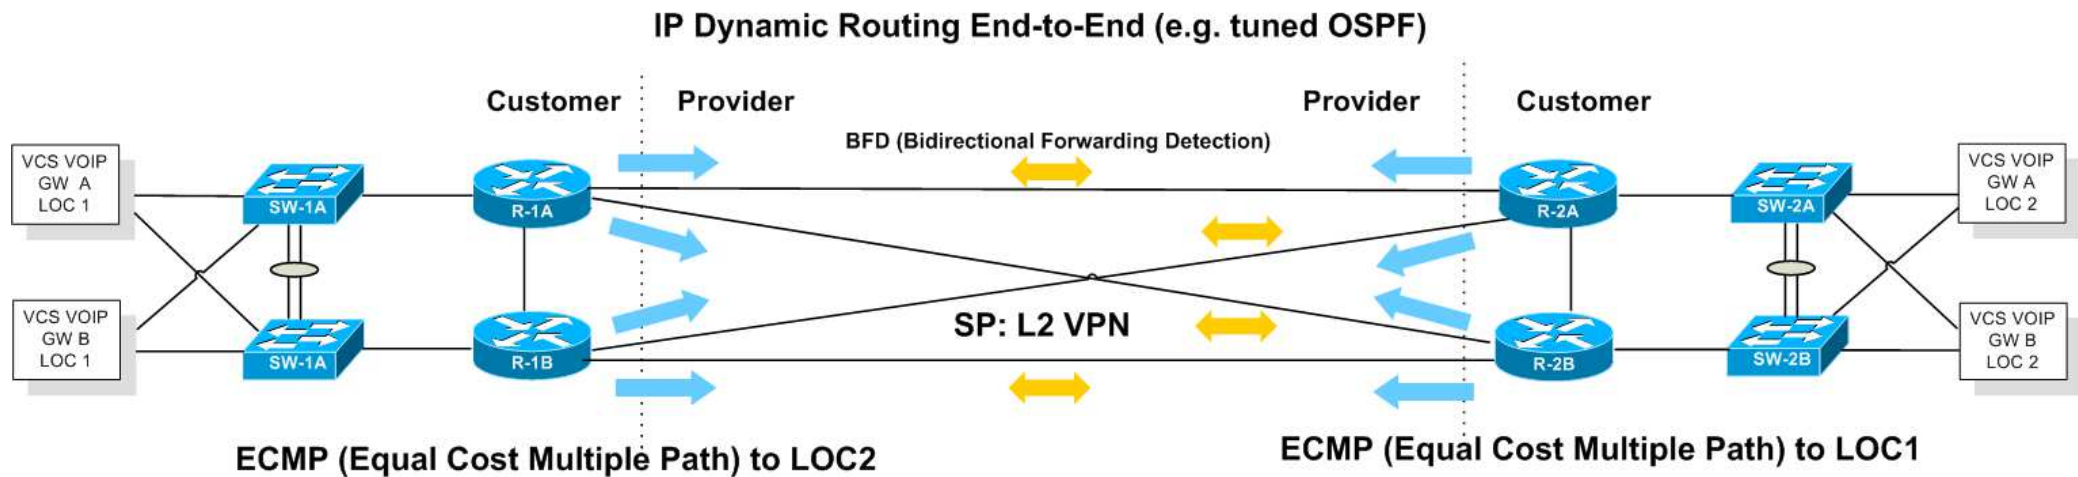 IP Dynamic Routing End-to-End (e.g. tuned OSPF)
Customer
Provider
Provider
Customer
BFD (Bidirectional Forwarding Detection)
VCS VOIP
GW A
LOC 1
SW-1A
R-1A
R-2A
SW-2A
VCS VOIP
GW A
LOC 2
VCS VOIP
GW B
LOC 1
SW-1A
R-1B
SP: L2 VPN
R-2B
SW-2B
VCS VOIP
GW B
LOC 2
ECMP (Equal Cost Multiple Path) to LOC2
ECMP (Equal Cost Multiple Path) to LOC1